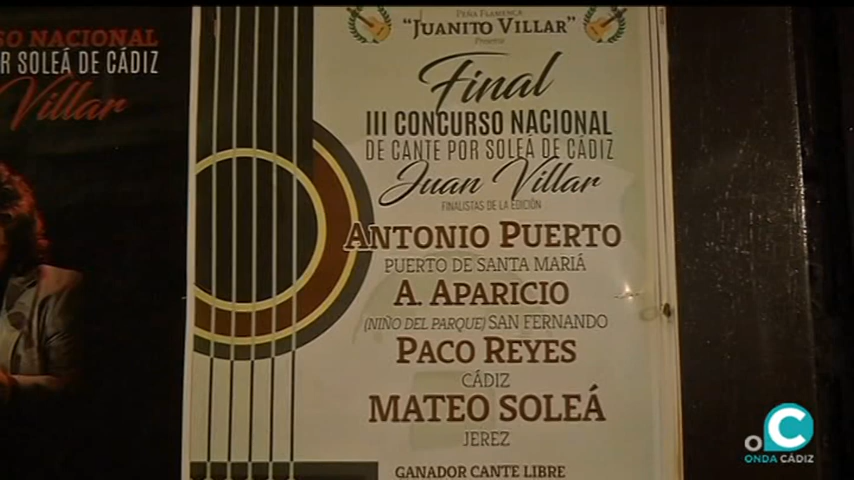 SO NACIONAL
R SOLEÁ DE CÁDIZ
Villar
PEÑA FLAMENCA
"JUANITO VILLAR"
Presenta
Final
III CONCURSO NACIONAL
DE CANTE POR SOLEÁ DE CÁDIZ
Juan Villar
FINALISTAS DE LA EDICIÓN
ANTONIO PUERTO
PUERTO DE SANTA MARIÁ
A. APARICIO
(NIÑO DEL PARQUE) SAN FERNANDO
PACO REYES
CÁDIZ
MATEO SOLEÁ
JEREZ
GANADOR CANTE LIBRE
ONDA CÁDIZ